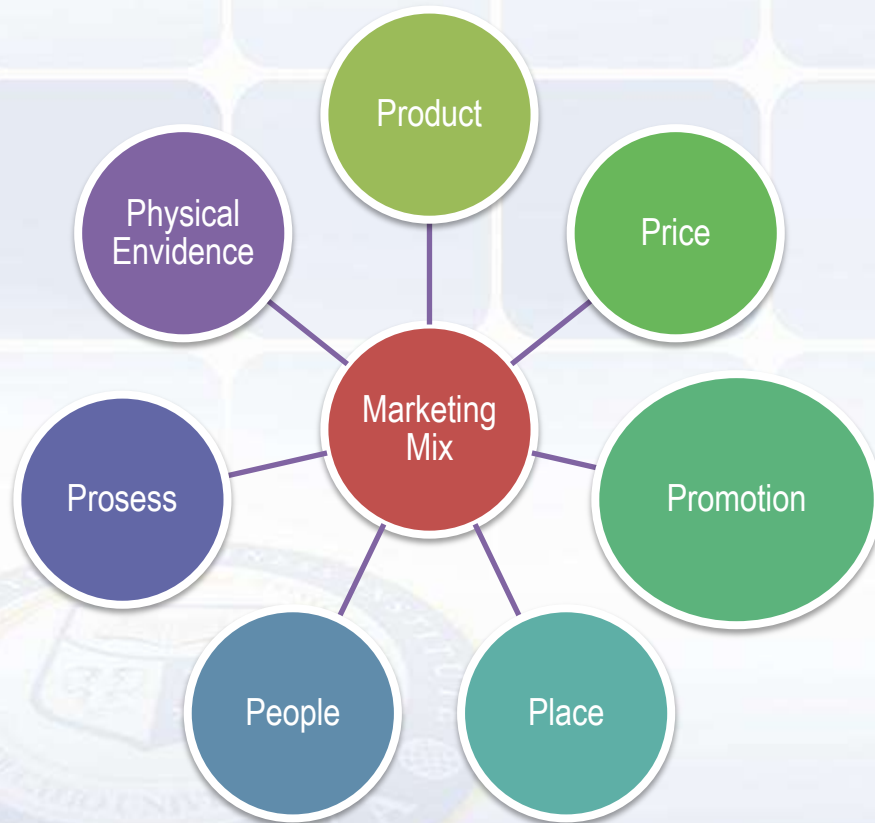 Product
Price
Promotion
Place
People
Prosess
Physical
Envidence
Marketing
Mix